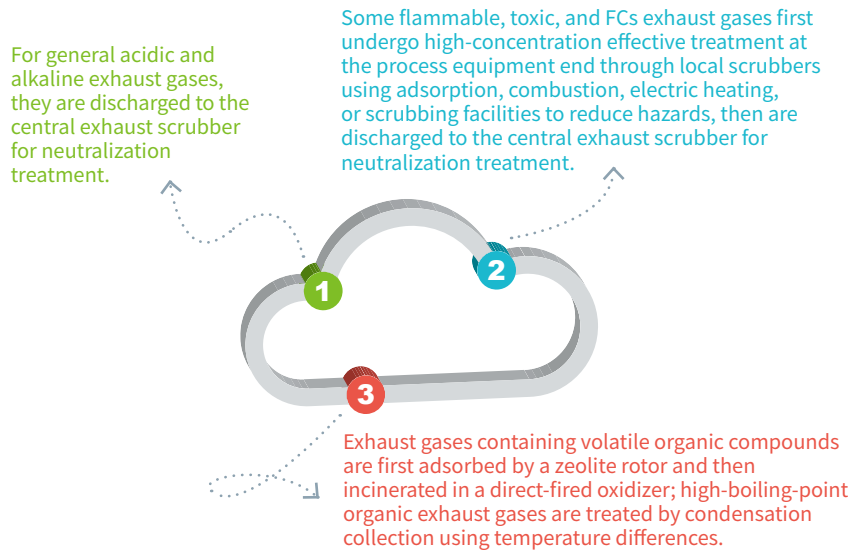 For general acidic and
alkaline exhaust gases,
they are discharged to the
central exhaust scrubber
for neutralization
treatment.
Some flammable, toxic, and FCs exhaust gases first
undergo high-concentration effective treatment at
the process equipment end through local scrubbers
using adsorption, combustion, electric heating,
or scrubbing facilities to reduce hazards, then are
discharged to the central exhaust scrubber for
neutralization treatment.
1
2
3
Exhaust gases containing volatile organic compounds
are first adsorbed by a zeolite rotor and then
incinerated in a direct-fired oxidizer; high-boiling-point
organic exhaust gases are treated by condensation
collection using temperature differences.